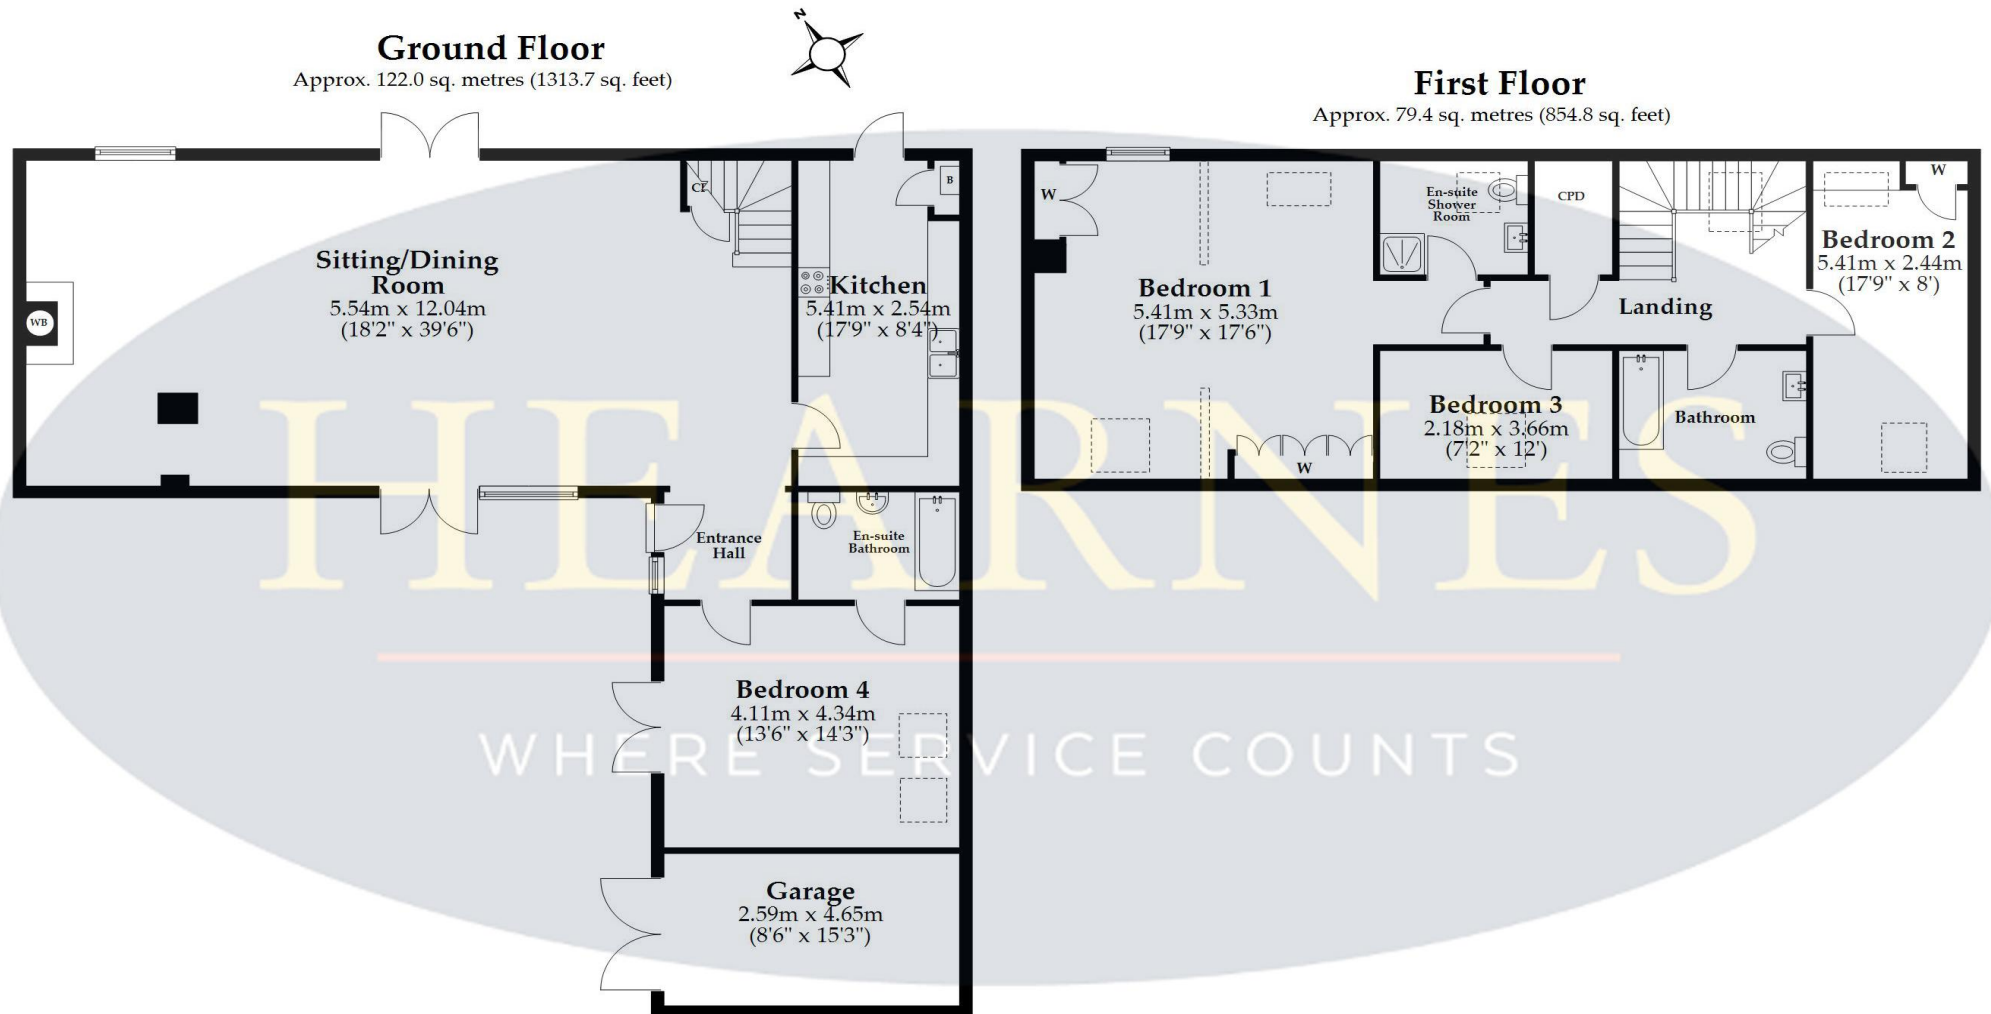 N
Ground Floor
Approx. 122.0 sq. metres (1313.7 sq. feet)
First Floor
Approx. 79.4 sq. metres (854.8 sq. feet)
Sitting/Dining
Room
5.54m x 12.04m
(18'2" x 39'6")
WB
B
Kitchen
5.41m x 2.54m
(17'9" x 8'4")
Entrance
Hall
En-suite
Bathroom
Bedroom 4
4.11m x 4.34m
(13'6" x 14'3")
Garage
2.59m x 4.65m
(8'6" x 15'3")
W
Bedroom 1
5.41m x 5.33m
(17'9" x 17'6")
W
En-suite
Shower
Room
CPD
Landing
W
Bedroom 2
5.41m x 2.44m
(17'9" x 8')
Bedroom 3
2.18m x 3.66m
(7'2" x 12')
Bathroom
HEARNES
WHERE SERVICE COUNTS